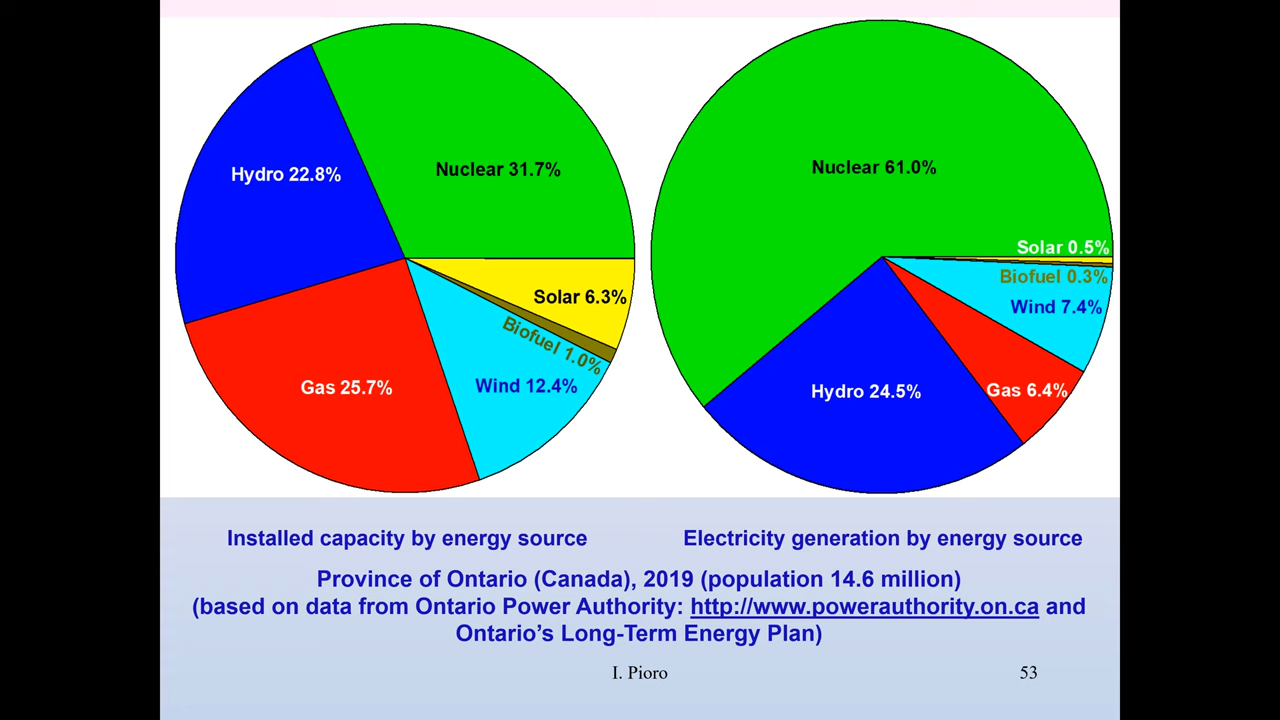 Hydro 22.8%
Nuclear 31.7%
Solar 6.3%
Biofuel 1.0%
Wind 12.4%
Gas 25.7%
Nuclear 61.0%
Solar 0.5%
Biofuel 0.3%
Wind 7.4%
Gas 6.4%
Hydro 24.5%
Installed capacity by energy source
Electricity generation by energy source
Province of Ontario (Canada), 2019 (population 14.6 million)
(based on data from Ontario Power Authority: http://www.powerauthority.on.ca and
Ontario’s Long-Term Energy Plan)
I. Pioro
53